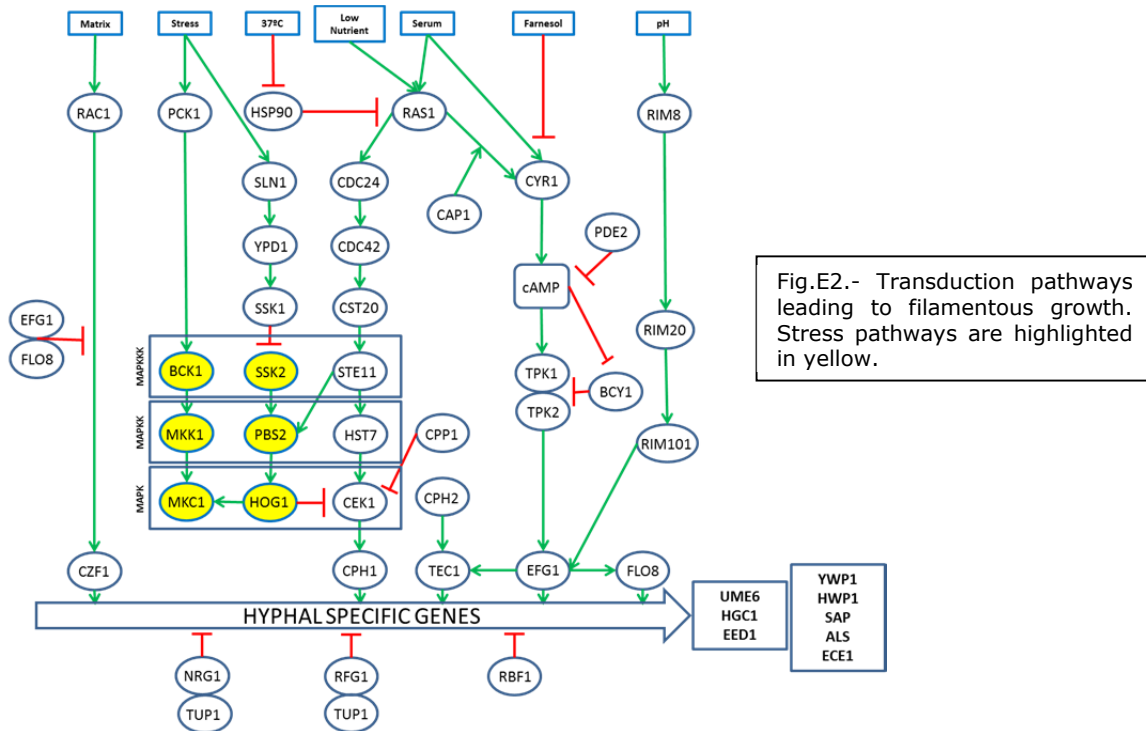 Matrix
Stress
37ºC
Low
Nutrient
Serum
Farnesol
pH
RAC1
PCK1
HSP90
RAS1
RIM8
SLN1
CDC24
CAP1
CYR1
YPD1
CDC42
PDE2
SSK1
CST20
cAMP
EFG1
FLO8
RIM20
MAPKKK
BCK1
SSK2
STE11
TPK1
TPK2
BCY1
MAPKK
MKK1
PBS2
HST7
CPP1
RIM101
MAPK
MKC1
HOG1
CEK1
CPH2
CZF1
CPH1
TEC1
EFG1
FLO8
HYPHAL SPECIFIC GENES
UME6
HGC1
EED1
YWP1
HWP1
SAP
ALS
ECE1
NRG1
TUP1
RFG1
TUP1
RBF1
Fig.E2.- Transduction pathways
leading to filamentous growth.
Stress pathways are highlighted
in yellow.